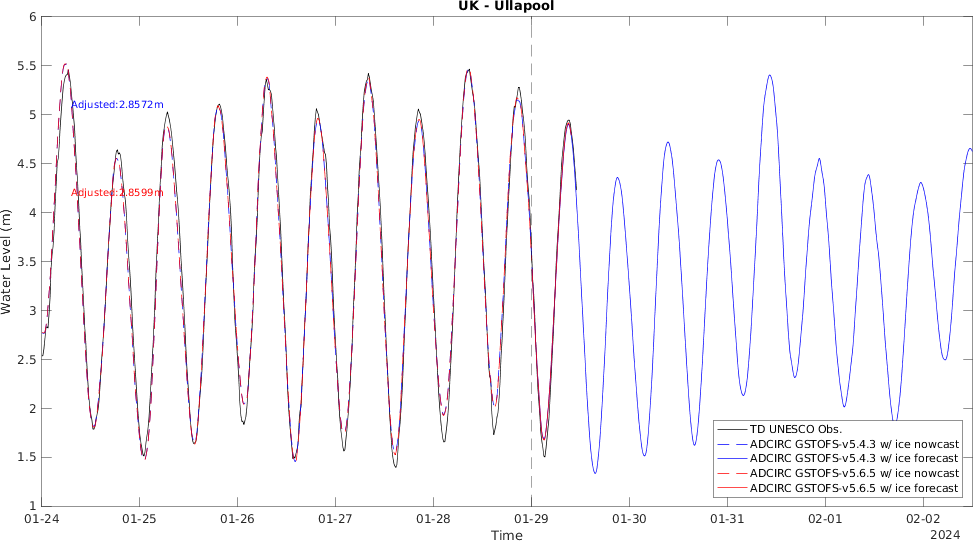 UK - Ullapool
6
5.5
5
4.5
4
3.5
3
2.5
2
1.5
1
Water Level (m)
Adjusted:2.8572m
Adjusted:2.8599m
TD UNESCO Obs.
ADCIRC GSTOFS-v5.4.3 w/ ice nowcast
ADCIRC GSTOFS-v5.4.3 w/ ice forecast
ADCIRC GSTOFS-v5.6.5 w/ ice nowcast
ADCIRC GSTOFS-v5.6.5 w/ ice forecast
01-24 01-25 01-26 01-27 01-28 01-29 01-30 01-31 02-01 02-02
Time
2024